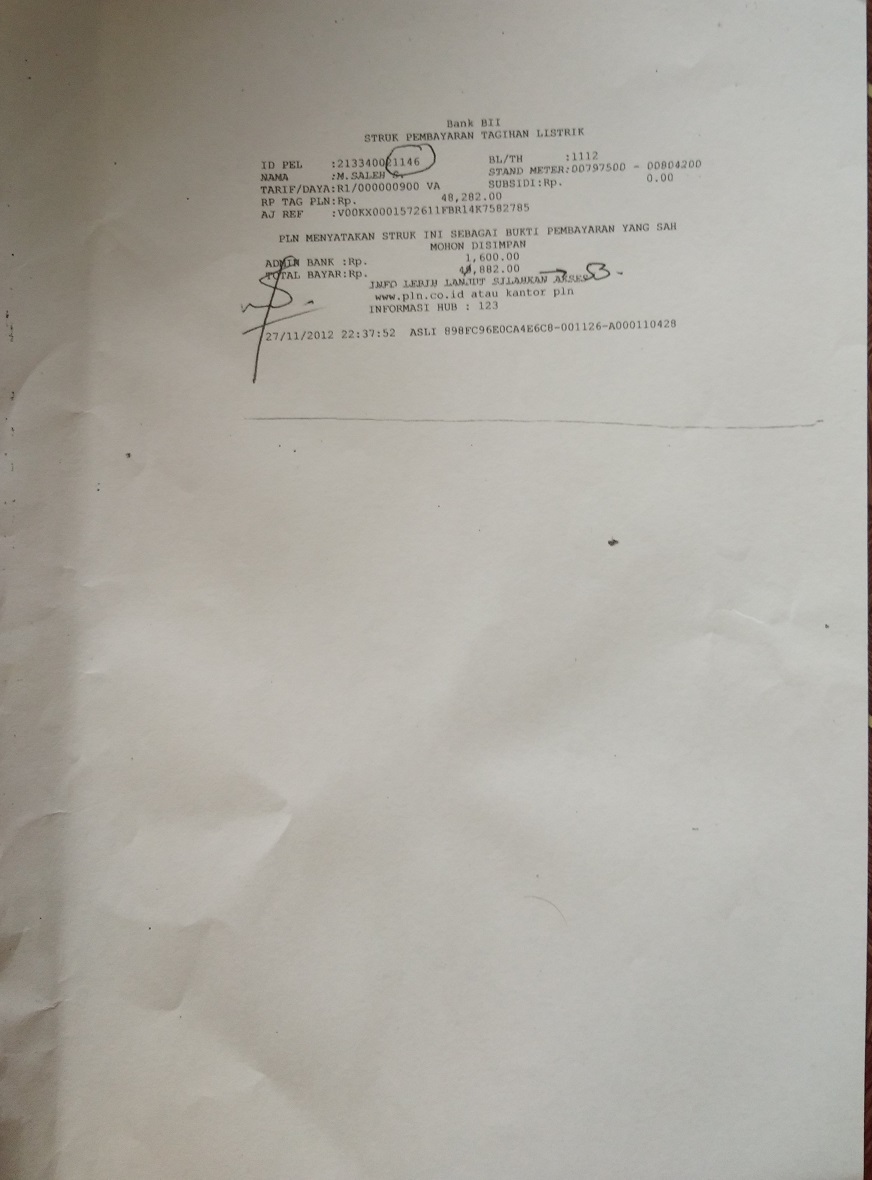 Bank BII
STRUK PEMBAYARAN TAGIHAN LISTRIK
ID PEL :213340021146 BL/TH :1112
NAMA :M.SALEH S. STAND METER:00797500 - 00804200
TARIF/DAYA:R1/000000900 VA SUBSIDI:Rp. 0.00
RP TAG PLN:Rp. 48,282.00
AJ REF :V00KX0001572611FBR14K7582785
PLN MENYATAKAN STRUK INI SEBAGAI BUKTI PEMBAYARAN YANG SAH
MOHON DISIMPAN
ADMIN BANK :Rp. 1,600.00
TOTAL BAYAR:Rp.
INFO LEBIH LANJUT SILAHKAN AKSES
www.pln.co.id atau kantor pln
INFORMASI HUB : 123
27/11/2012 22:37:52 ASLI 898FC96E0CA4E6C8-001126-A000110428